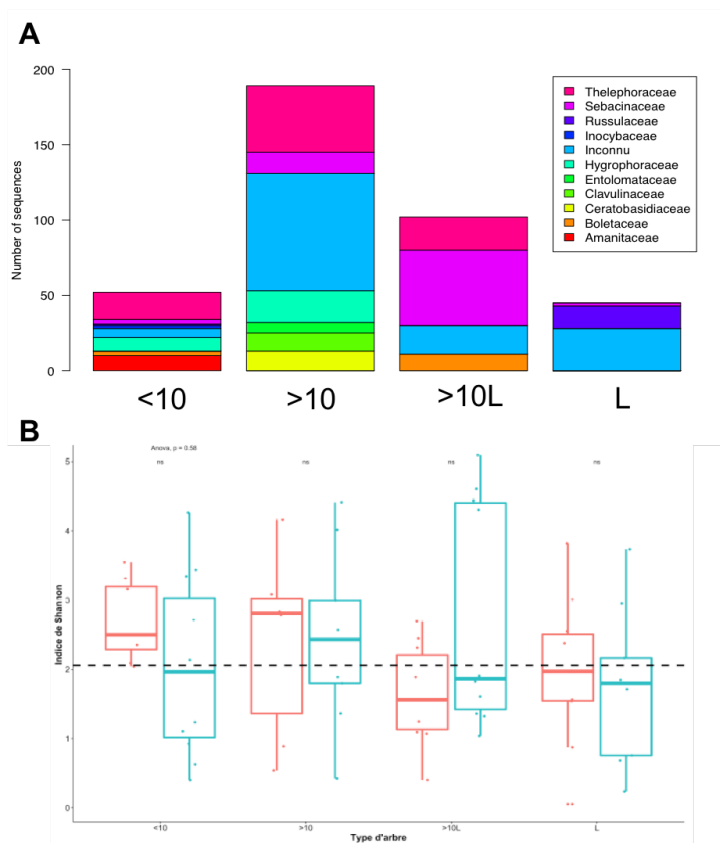 A
200
150
100
50
0
Number of sequences
Thelephoraceae
Sebacinaceae
Russulaceae
Inocybaceae
Inconnu
Hygrophoraceae
Entolomataceae
Clavulinaceae
Ceratobasidiaceae
Boletaceae
Amanitaceae
<10 >10 >10L L
B
Anova, p = 0.58
ns ns ns ns
5
4
3
2
1
0
Indice de Shannon
<10 >10 >10L L
Type d'arbre